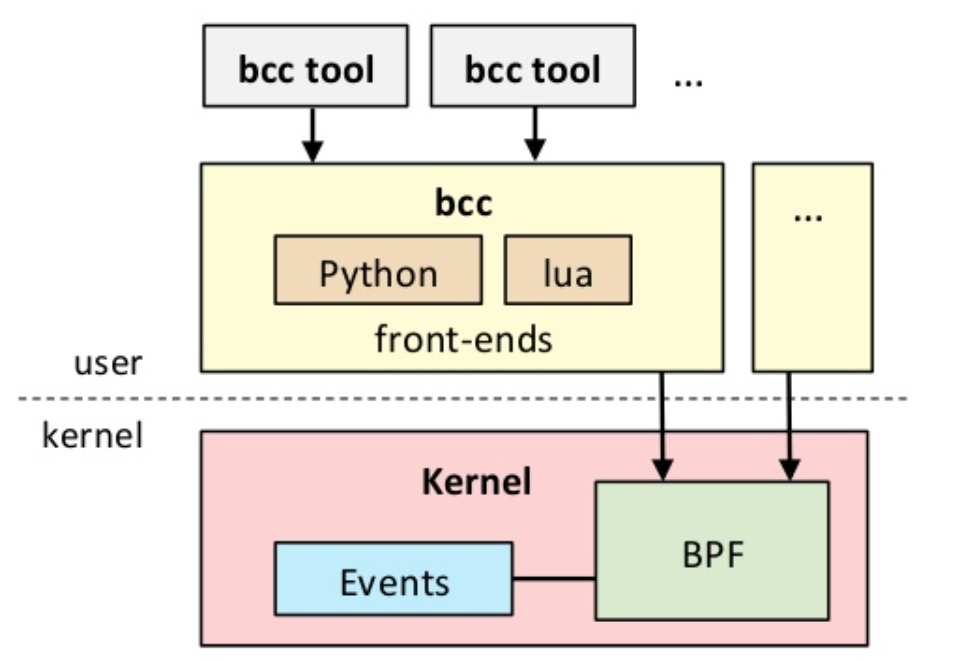 bcc tool
bcc tool
...
bcc
...
Python
lua
front-ends
user
kernel
Kernel
BPF
Events